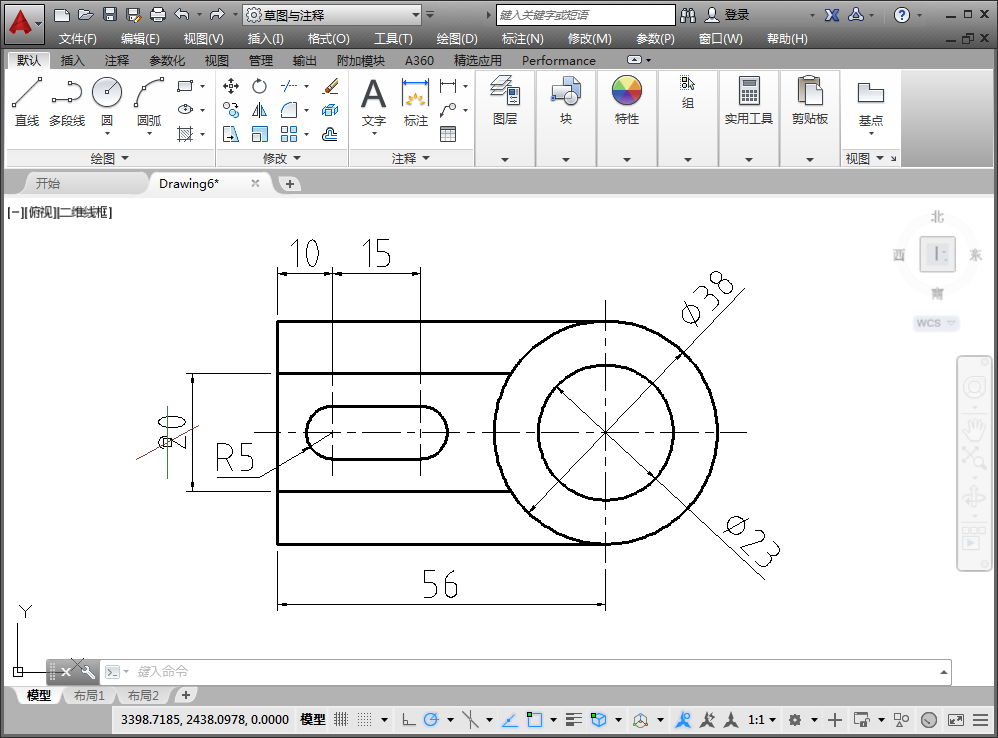 草图与注释 键入关键字或短语 登录
文件(F) 编辑(E) 视图(V) 插入(I) 格式(O) 工具(T) 绘图(D) 标注(N) 修改(M) 参数(P) 窗口(W) 帮助(H)
默认 插入 注释 参数化 视图 管理 输出 附加模块 A360 精选应用 Performance
直线 多段线 圆 圆弧 文字 标注 图层 块 特性 组 实用工具 剪贴板 基点
绘图 修改 注释 视图
开始 Drawing6*
[−][俯视][二维线框]
北
西 东
南
WCS
10 15
Ø38
20
R5
Ø23
56
Y
键入命令
模型 布局1 布局2
3398.7185, 2438.0978, 0.0000 模型 1:1